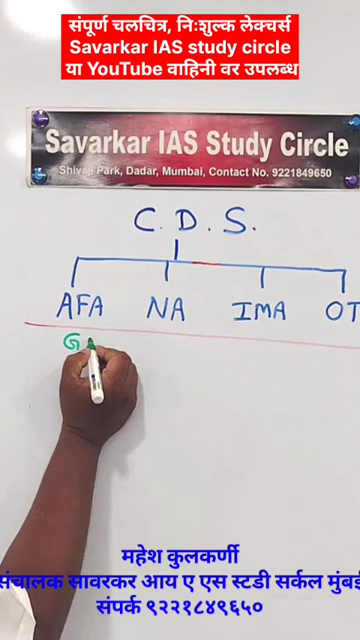 संपूर्ण चलचित्र, निःशुल्क लेक्चर्स
Savarkar IAS study circle
या YouTube वाहिनी वर उपलब्ध
Savarkar IAS Study Circle
Shivaji Park, Dadar, Mumbai, Contact No. 9221849650
C. D. S.
AFA NA IMA OT
G
महेश कुलकर्णी
संचालक सावरकर आय ए एस स्टडी सर्कल मुंबई
संपर्क ९२२१८४९६५०